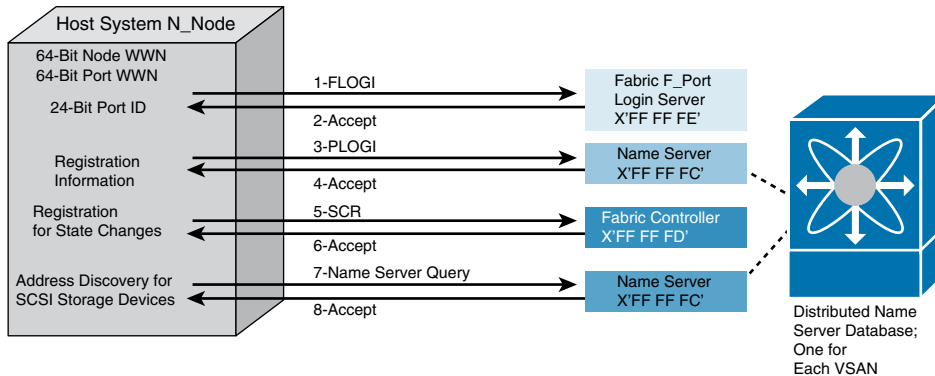 Host System N_Node
64-Bit Node WWN
64-Bit Port WWN
24-Bit Port ID
1-FLOGI
2-Accept
Fabric F_Port
Login Server
X'FF FF FE'
Registration
Information
3-PLOGI
4-Accept
Name Server
X'FF FF FC'
Registration
for State Changes
5-SCR
6-Accept
Fabric Controller
X'FF FF FD'
Address Discovery for
SCSI Storage Devices
7-Name Server Query
8-Accept
Name Server
X'FF FF FC'
Distributed Name
Server Database;
One for
Each VSAN